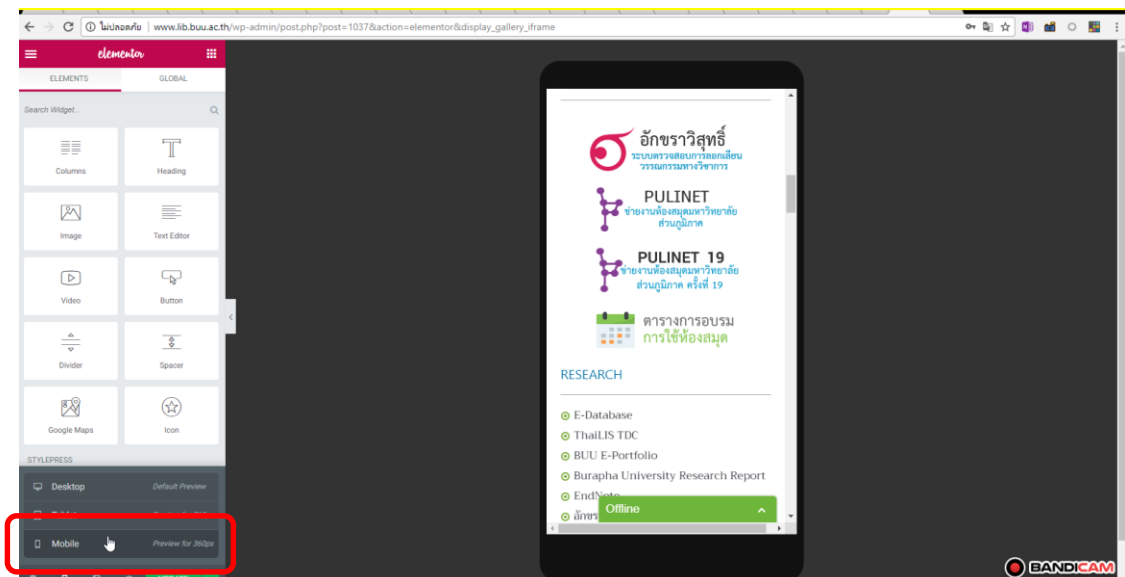 ไม่ปลอดภัย
www.lib.buu.ac.th/wp-admin/post.php?post=1037&action=elementor&display_gallery_iframe
elementor
ELEMENTS
GLOBAL
Search Widget...
Columns
Heading
Image
Text Editor
Video
Button
Divider
Spacer
Google Maps
Icon
STYLEPRESS
Desktop
Default Preview
Tablet
Mobile
Preview for 360px
อักขราวิสุทธิ์
ระบบตรวจสอบการลอกเลียน
วรรณกรรมทางวิชาการ
PULINET
ข่ายงานห้องสมุดมหาวิทยาลัย
ส่วนภูมิภาค
PULINET 19
ข่ายงานห้องสมุดมหาวิทยาลัย
ส่วนภูมิภาค ครั้งที่ 19
ตารางการอบรม
การใช้ห้องสมุด
RESEARCH
E-Database
ThaiLIS TDC
BUU E-Portfolio
Burapha University Research Report
EndNote
Offline
BANDICAM